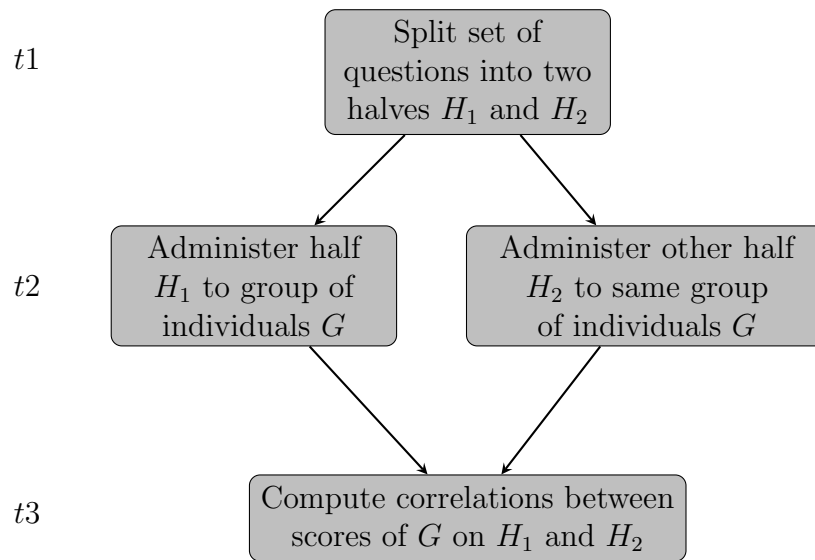 t1
Split set of
questions into two
halves H₁ and H₂
t2
Administer half
H₁ to group of
individuals G
Administer other half
H₂ to same group
of individuals G
t3
Compute correlations between
scores of G on H₁ and H₂